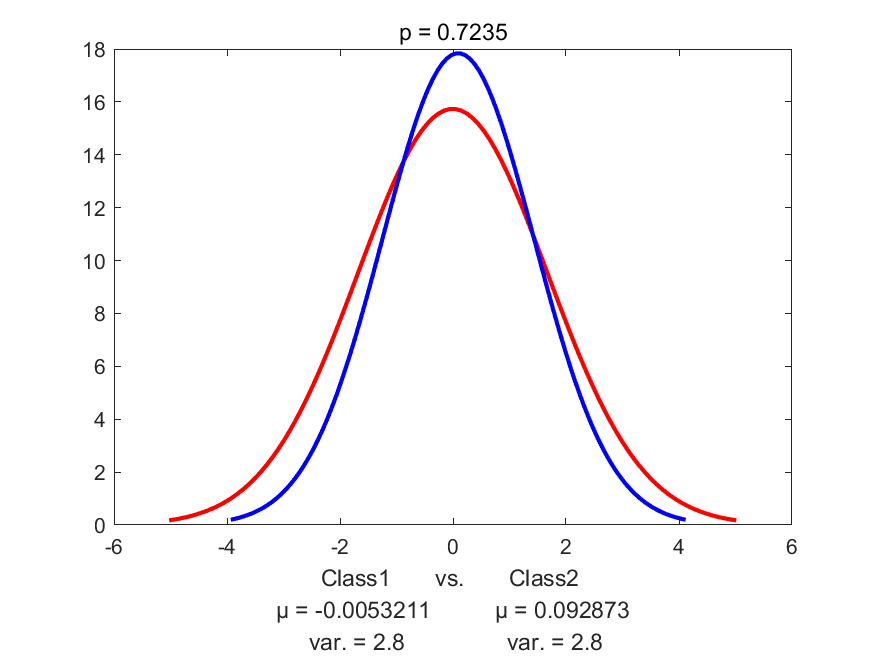 p = 0.7235
18
16
14
12
10
8
6
4
2
0
-6 -4 -2 0 2 4 6
Class1 vs. Class2
μ = -0.0053211 μ = 0.092873
var. = 2.8 var. = 2.8